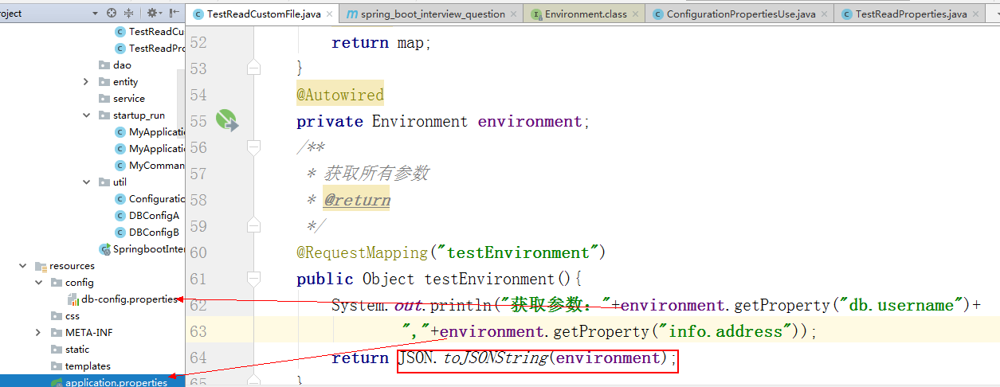 roject
TestReadCustomFile.java
spring_boot_interview_question
Environment.class
ConfigurationPropertiesUse.java
TestReadProperties.java
TestReadCu
TestReadPro
dao
entity
service
startup_run
MyApplicatio
MyApplicatio
MyComman
util
Configuratio
DBConfigA
DBConfigB
SpringbootInter
resources
config
db-config.properties
css
META-INF
static
templates
application.properties
52 return map;
53 }
54 @Autowired
55 private Environment environment;
56 /**
57 * 获取所有参数
58 * @return
59 */
60 @RequestMapping("testEnvironment")
61 public Object testEnvironment(){
62 System.out.println("获取参数："+environment.getProperty("db.username")+
63 ","+environment.getProperty("info.address"));
64 return JSON.toJSONString(environment);
65 }